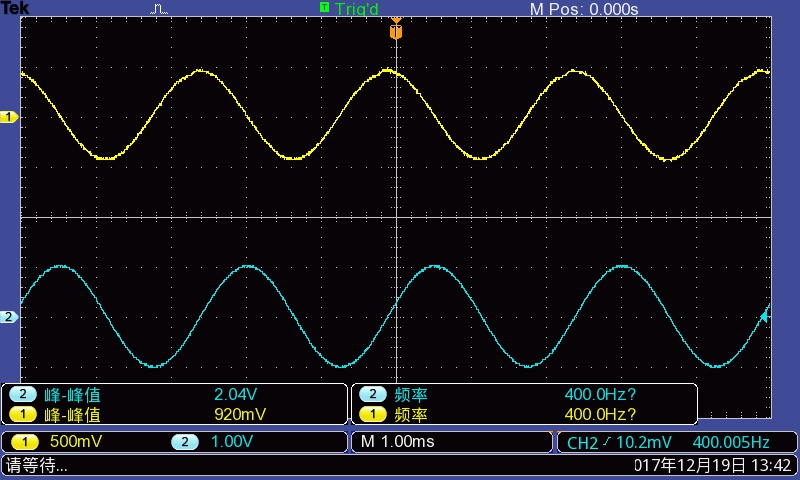 Tek Trig'd M Pos: 0.000s
T
1
2
2 峰-峰值 2.04V 2 频率 400.0Hz?
1 峰-峰值 920mV 1 频率 400.0Hz?
1 500mV 2 1.00V M 1.00ms CH2 10.2mV 400.005Hz
请等待... 017年12月19日 13:42